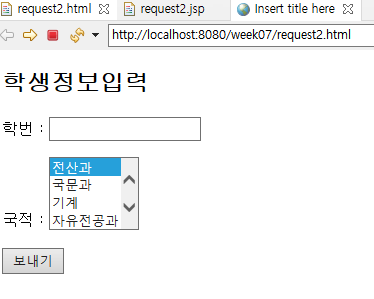 request2.html request2.jsp Insert title here
http://localhost:8080/week07/request2.html
학생정보입력
학번 :
전산과
국문과
기계
국적 : 자유전공과
보내기